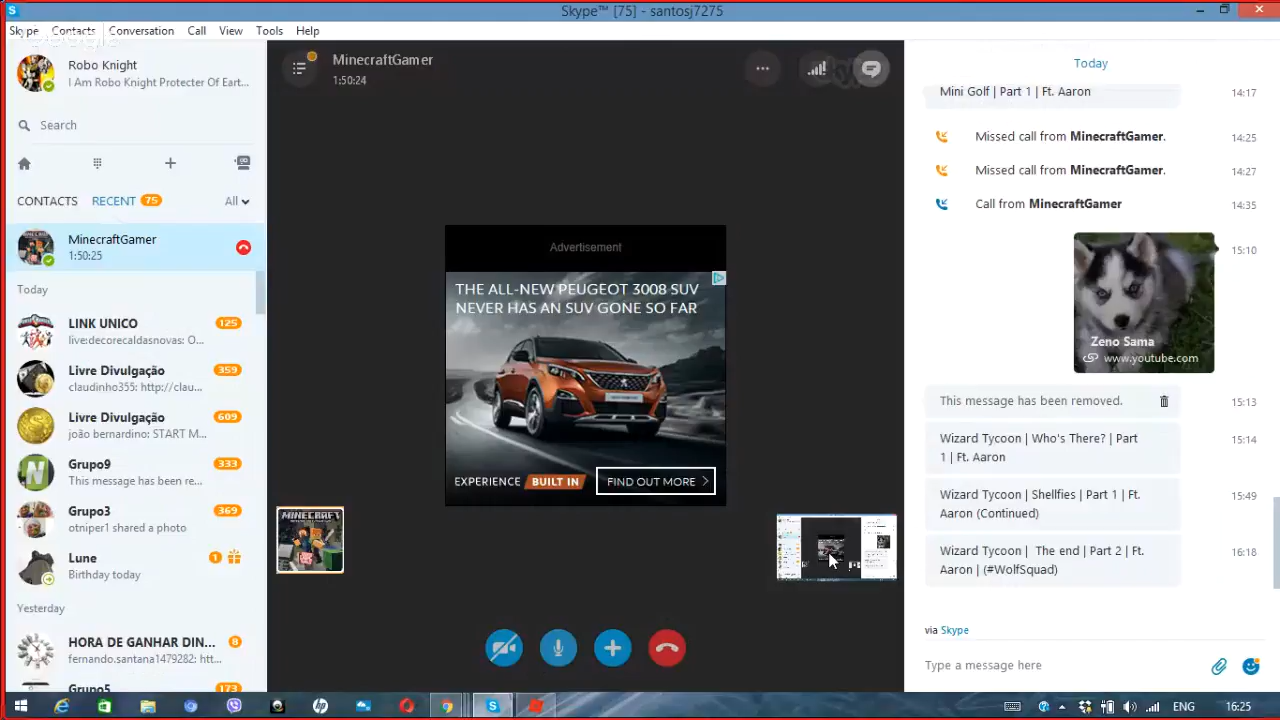 Skype™ [75] - santosj7275
Skype Contacts Conversation Call View Tools Help
Robo Knight
I Am Robo Knight Protecter Of Eart...
Search
CONTACTS RECENT 75 All
MinecraftGamer
1:50:25
Today
LINK UNICO 125
live:decorecaldasnovas: O...
Livre Divulgação 359
claudinho355: http://clau...
Livre Divulgação 609
joão bernardino: START M...
Grupo9 333
This message has been re...
Grupo3 369
otniper1 shared a photo
Lune 1
Birthday today
Yesterday
HORA DE GANHAR DIN... 8
fernando.santana1479282: htt...
Grupo5 173
MinecraftGamer
1:50:24
Advertisement
THE ALL-NEW PEUGEOT 3008 SUV
NEVER HAS AN SUV GONE SO FAR
EXPERIENCE BUILT IN FIND OUT MORE
MINECRAFT
Today
Mini Golf | Part 1 | Ft. Aaron 14:17
Missed call from MinecraftGamer. 14:25
Missed call from MinecraftGamer. 14:27
Call from MinecraftGamer 14:35
15:10
Zeno Sama
www.youtube.com
This message has been removed. 15:13
Wizard Tycoon | Who's There? | Part 15:14
1 | Ft. Aaron
Wizard Tycoon | Shellfies | Part 1 | Ft. 15:49
Aaron (Continued)
Wizard Tycoon | The end | Part 2 | Ft. 16:18
Aaron | (#WolfSquad)
via Skype
Type a message here
ENG 16:25